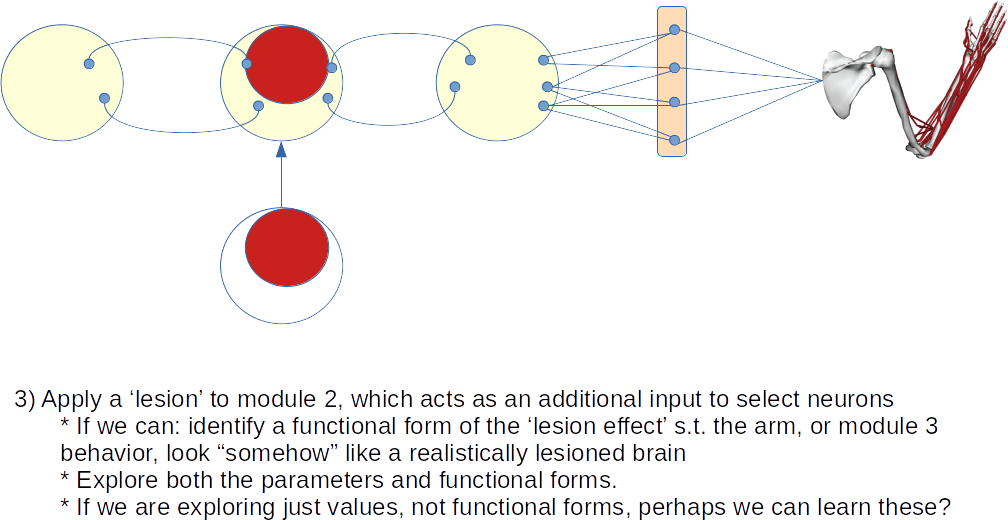 3) Apply a ‘lesion’ to module 2, which acts as an additional input to select neurons
* If we can: identify a functional form of the ‘lesion effect’ s.t. the arm, or module 3
behavior, look “somehow” like a realistically lesioned brain
* Explore both the parameters and functional forms.
* If we are exploring just values, not functional forms, perhaps we can learn these?